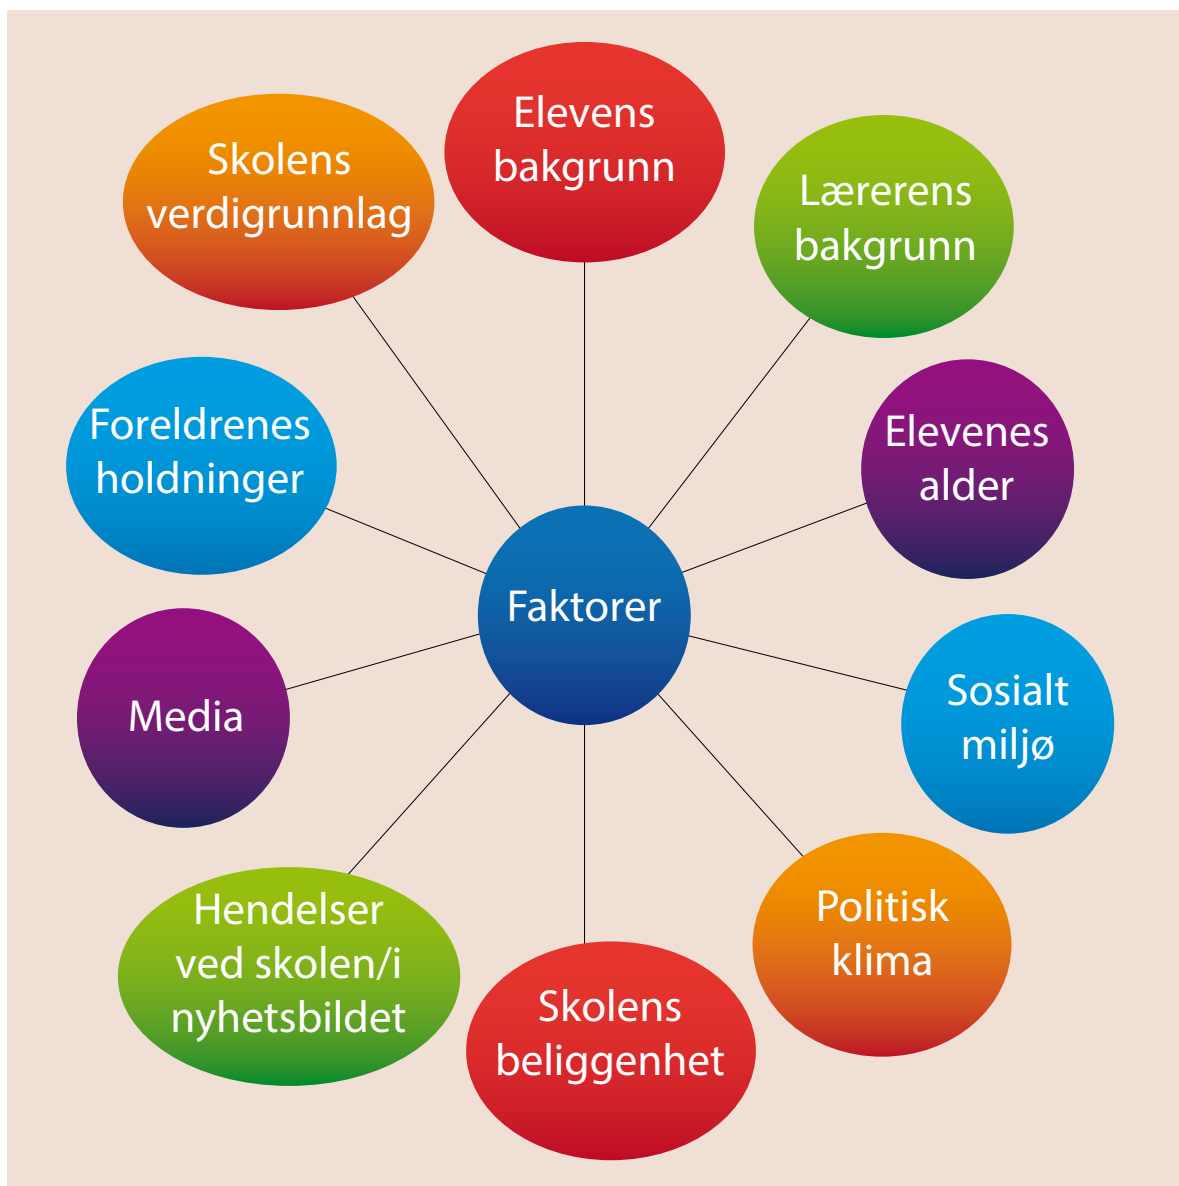 Elevens
bakgrunn
Skolens
verdigrunnlag
Lærerens
bakgrunn
Foreldrenes
holdninger
Elevenes
alder
Faktorer
Media
Sosialt
miljø
Hendelser
ved skolen/i
nyhetsbildet
Politisk
klima
Skolens
beliggenhet